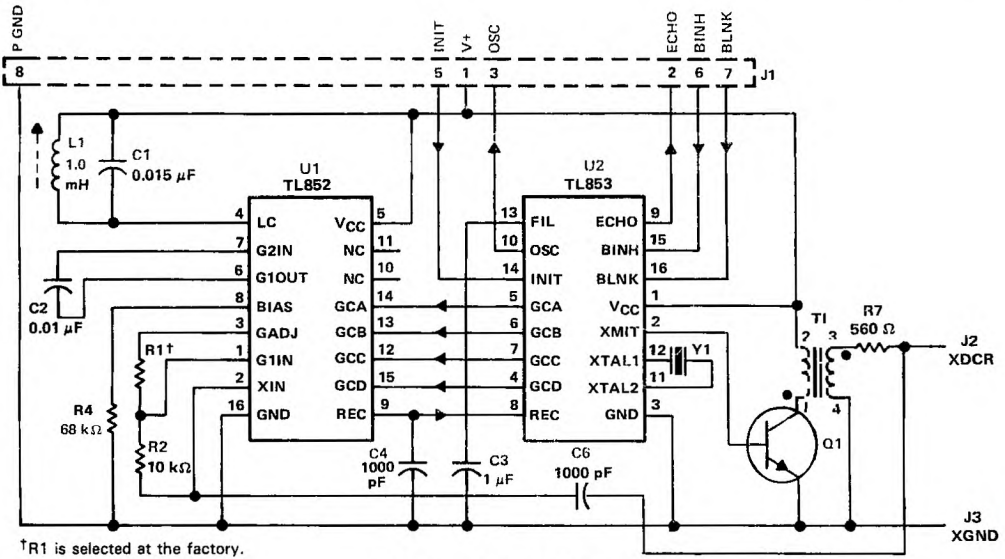 P GND INIT V+ OSC ECHO BINH BLNK
8 5 1 3 2 6 7 J1
L1
1.0
mH
C1
0.015 µF
U1
TL852
4 LC VCC 5
7 G2IN NC 11
6 G1OUT NC 10
8 BIAS GCA 14
3 GADJ GCB 13
1 G1IN GCC 12
2 XIN GCD 15
16 GND REC 9
U2
TL853
13 FIL ECHO 9
10 OSC BINH 15
14 INIT BLNK 16
5 GCA VCC 1
6 GCB XMIT 2
7 GCC XTAL1 12
4 GCD XTAL2 11
8 REC GND 3
C2
0.01 µF
R1†
R4
68 kΩ
R2
10 kΩ
C4
1000
pF
C3
1 µF
C6
1000 pF
Y1
T1
2 3
1 4
R7
560 Ω
Q1
J2
XDCR
J3
XGND
†R1 is selected at the factory.